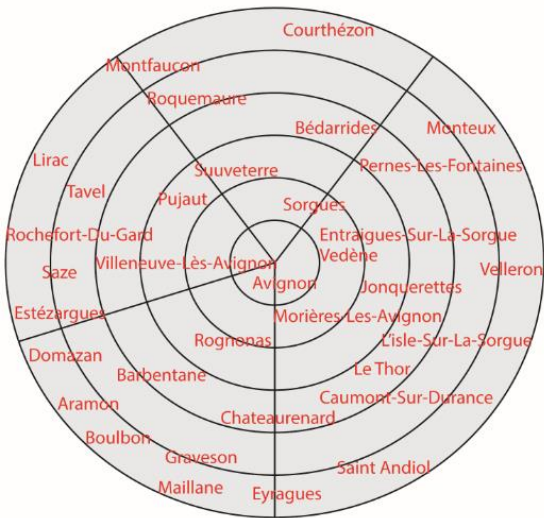 Courthézon
Montfaucon
Roquemaure
Bédarrides
Monteux
Lirac
Pernes-Les-Fontaines
Suuveterre
Tavel
Pujaut
Sorgues
Rochefort-Du-Gard
Entraigues-Sur-La-Sorgue
Vedène
Villeneuve-Lès-Avignon
Saze
Velleron
Avignon
Jonquerettes
Estézargues
Morières-Les-Avignon
Rognonas
L'isle-Sur-La-Sorgue
Domazan
Le Thor
Barbentane
Caumont-Sur-Durance
Aramon
Chateaurenard
Boulbon
Graveson
Saint Andiol
Maillane
Eyragues